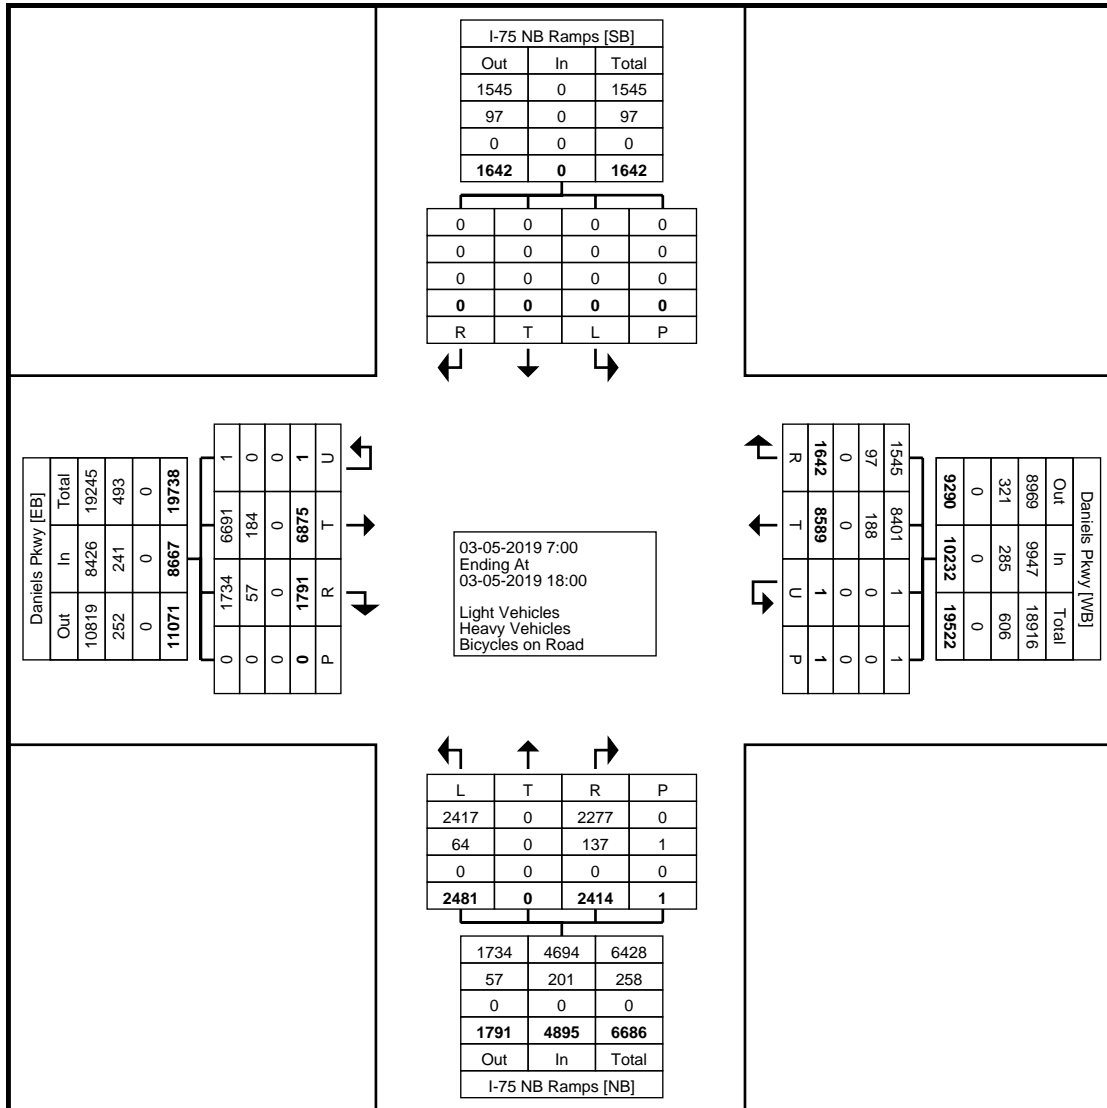 I-75 NB Ramps [SB]
Out In Total
1545 0 1545
97 0 97
0 0 0
1642 0 1642
0 0 0 0
0 0 0 0
0 0 0 0
0 0 0 0
R T L P
Daniels Pkwy [EB]
Total In Out
19245 8426 10819
493 241 252
0 0 0
19738 8667 11071
1 6691 1734 0
0 184 57 0
0 0 0 0
1 6875 1791 0
U T R P
03-05-2019 7:00
Ending At
03-05-2019 18:00
Light Vehicles
Heavy Vehicles
Bicycles on Road
Daniels Pkwy [WB]
Out In Total
8969 9947 18916
321 285 606
0 0 0
9290 10232 19522
1545 8401 1 1
97 188 0 0
0 0 0 0
1642 8589 1 1
R T U P
L T R P
2417 0 2277 0
64 0 137 1
0 0 0 0
2481 0 2414 1
1734 4694 6428
57 201 258
0 0 0
1791 4895 6686
Out In Total
I-75 NB Ramps [NB]